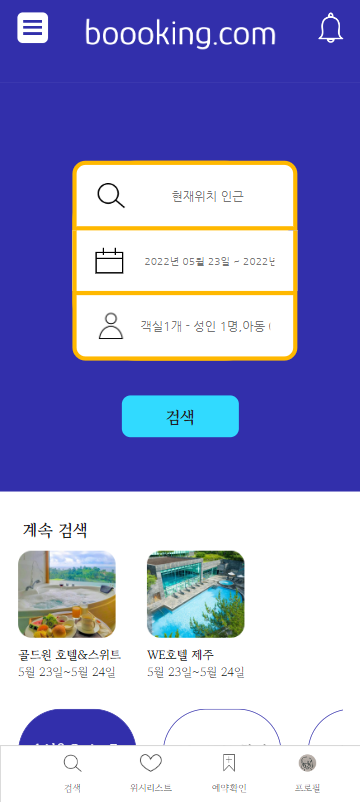 boooking.com
현재위치 인근
2022년 05월 23일 ~ 2022년
객실1개 - 성인 1명,아동
검색
계속 검색
골드원 호텔&스위트
WE호텔 제주
5월 23일~5월 24일
5월 23일~5월 24일
검색
위시리스트
예약확인
프로필